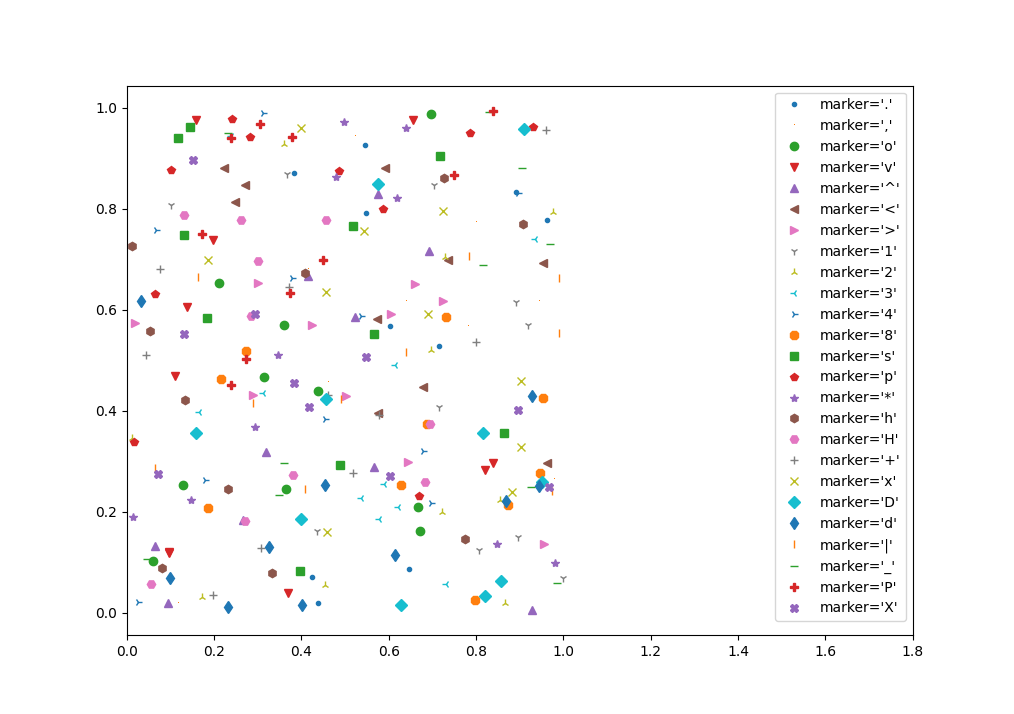 1.0
0.8
0.6
0.4
0.2
0.0
0.0 0.2 0.4 0.6 0.8 1.0 1.2 1.4 1.6 1.8
marker='.'
marker=','
marker='o'
marker='v'
marker='^'
marker='<'
marker='>'
marker='1'
marker='2'
marker='3'
marker='4'
marker='8'
marker='s'
marker='p'
marker='*'
marker='h'
marker='H'
marker='+'
marker='x'
marker='D'
marker='d'
marker='|'
marker='_'
marker='P'
marker='X'